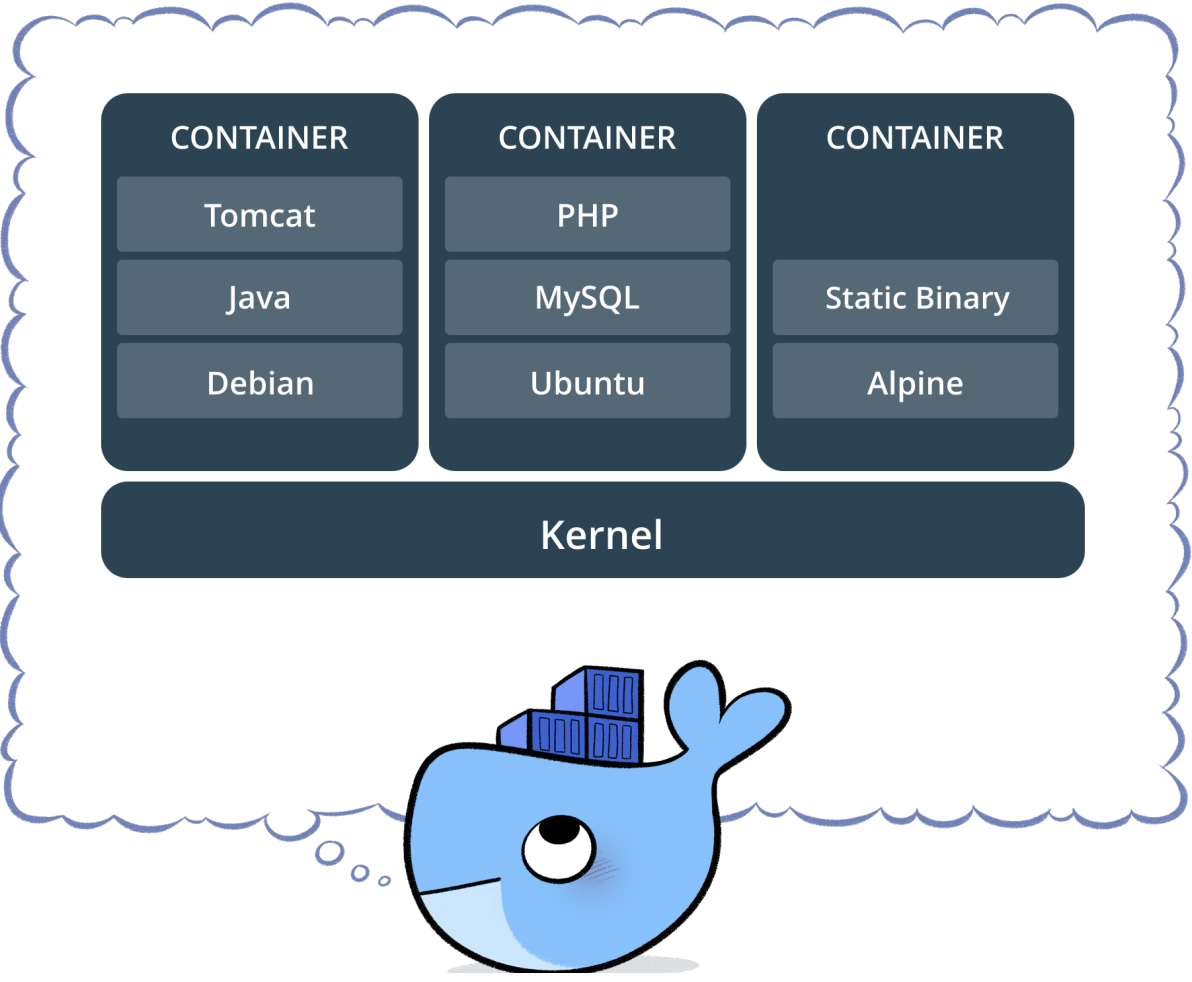 CONTAINER
Tomcat
Java
Debian
CONTAINER
PHP
MySQL
Ubuntu
CONTAINER
Static Binary
Alpine
Kernel